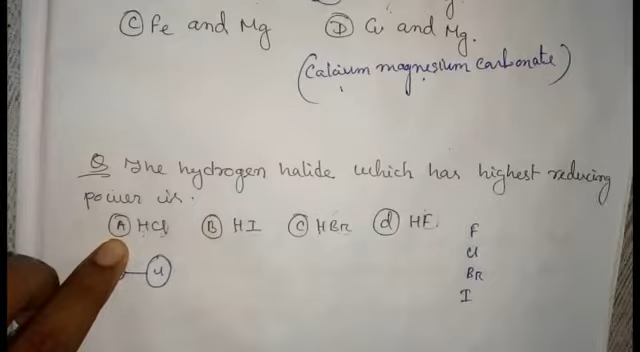 Ⓒ Fe and Mg Ⓓ Ca and Mg.
(Calcium magnesium carbonate)
Q The hydrogen halide which has highest reducing
power is.
Ⓐ HCl Ⓑ HI Ⓒ HBR ⓓ HF
F
Cl
BR
I
Cl